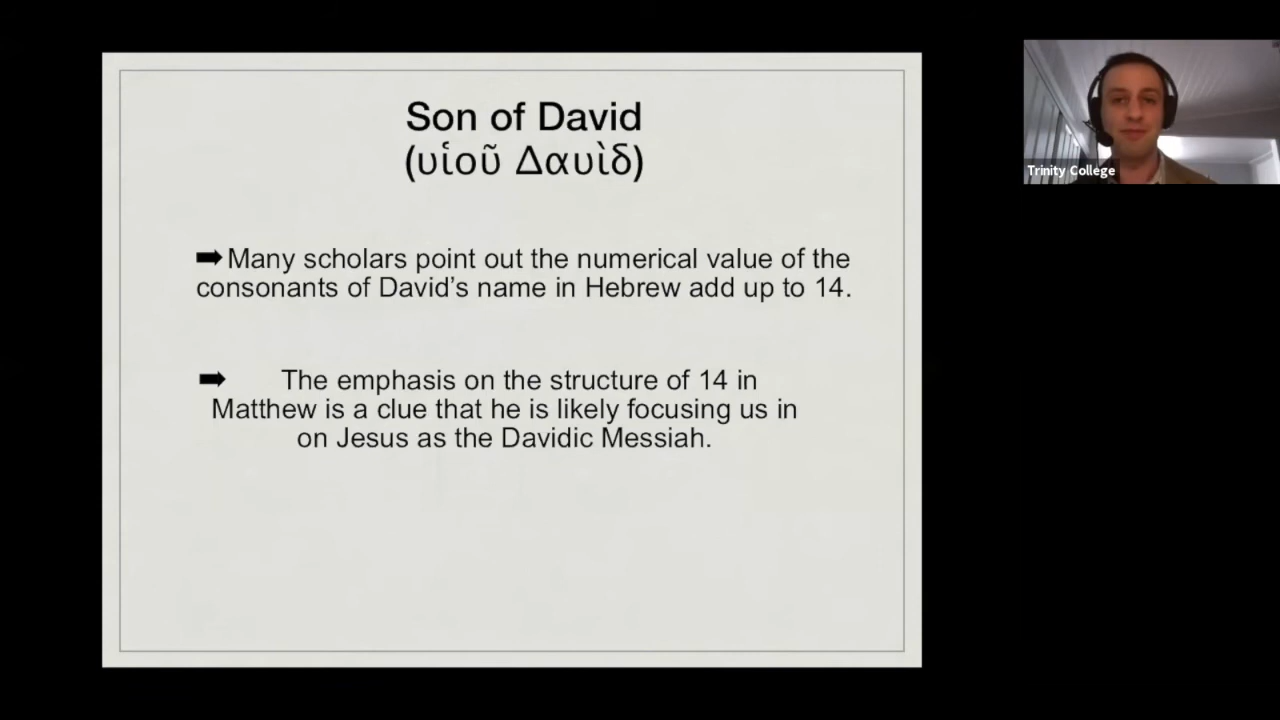 Son of David
(υἱοῦ Δαυὶδ)
➡Many scholars point out the numerical value of the
consonants of David’s name in Hebrew add up to 14.
➡ The emphasis on the structure of 14 in
Matthew is a clue that he is likely focusing us in
on Jesus as the Davidic Messiah.
Trinity College